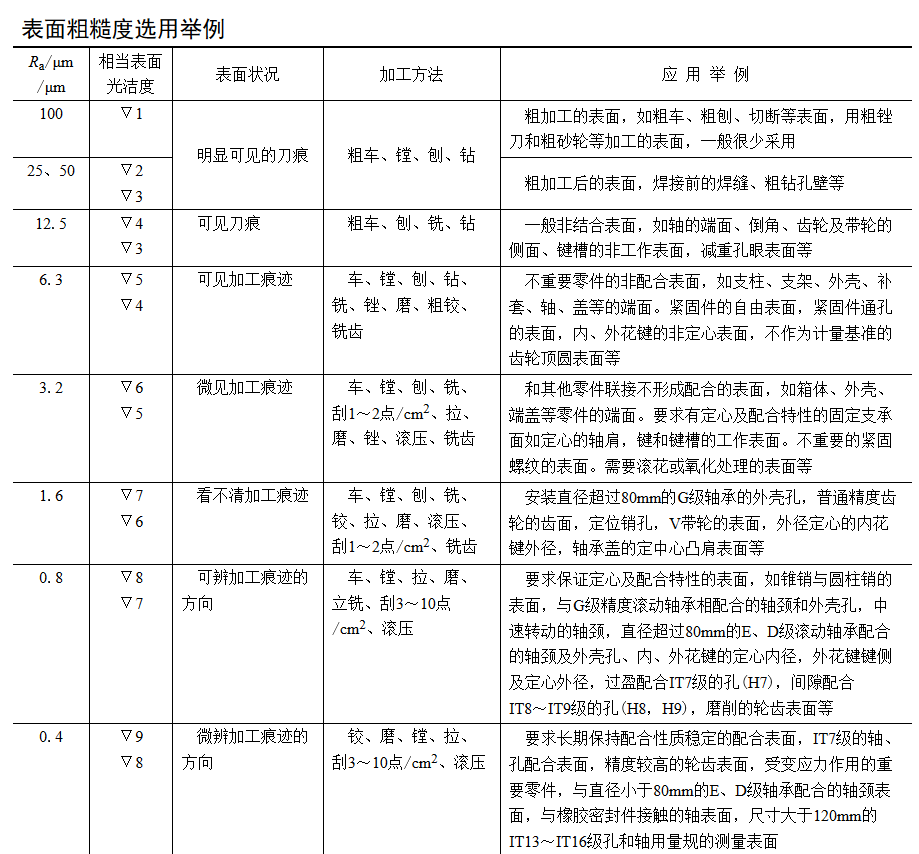 表面粗糙度选用举例
Ra/μm
/μm
相当表面
光洁度
表面状况
加工方法
应用举例
100
▽1
明显可见的刀痕
粗车、镗、刨、钻
粗加工的表面，如粗车、粗刨、切断等表面，用粗锉
刀和粗砂轮等加工的表面，一般很少采用
25、50
▽2
▽3
粗加工后的表面，焊接前的焊缝、粗钻孔壁等
12.5
▽4
▽3
可见刀痕
粗车、刨、铣、钻
一般非结合表面，如轴的端面、倒角、齿轮及带轮的
侧面、键槽的非工作表面，减重孔眼表面等
6.3
▽5
▽4
可见加工痕迹
车、镗、刨、钻、
铣、锉、磨、粗铰、
铣齿
不重要零件的非配合表面，如支柱、支架、外壳、补
套、轴、盖等的端面。紧固件的自由表面，紧固件通孔
的表面，内、外花键的非定心表面，不作为计量基准的
齿轮顶圆表面等
3.2
▽6
▽5
微见加工痕迹
车、镗、刨、铣、
刮1～2点/cm²、拉、
磨、锉、滚压、铣齿
和其他零件联接不形成配合的表面，如箱体、外壳、
端盖等零件的端面。要求有定心及配合特性的固定支承
面如定心的轴肩，键和键槽的工作表面。不重要的紧固
螺纹的表面。需要滚花或氧化处理的表面等
1.6
▽7
▽6
看不清加工痕迹
车、镗、刨、铣、
铰、拉、磨、滚压、
刮1～2点/cm²、铣齿
安装直径超过80mm的G级轴承的外壳孔，普通精度齿
轮的齿面，定位销孔，V带轮的表面，外径定心的内花
键外径，轴承盖的定中心凸肩表面等
0.8
▽8
▽7
可辨加工痕迹的
方向
车、镗、拉、磨、
立铣、刮3～10点
/cm²、滚压
要求保证定心及配合特性的表面，如锥销与圆柱销的
表面，与G级精度滚动轴承相配合的轴颈和外壳孔，中
速转动的轴颈，直径超过80mm的E、D级滚动轴承配合
的轴颈及外壳孔、内、外花键的定心内径，外花键键侧
及定心外径，过盈配合IT7级的孔(H7)，间隙配合
IT8～IT9级的孔(H8，H9)，磨削的轮齿表面等
0.4
▽9
▽8
微辨加工痕迹的
方向
铰、磨、镗、拉、
刮3～10点/cm²、滚压
要求长期保持配合性质稳定的配合表面，IT7级的轴、
孔配合表面，精度较高的轮齿表面，受变应力作用的重
要零件，与直径小于80mm的E、D级轴承配合的轴颈表
面，与橡胶密封件接触的轴表面，尺寸大于120mm的
IT13～IT16级孔和轴用量规的测量表面